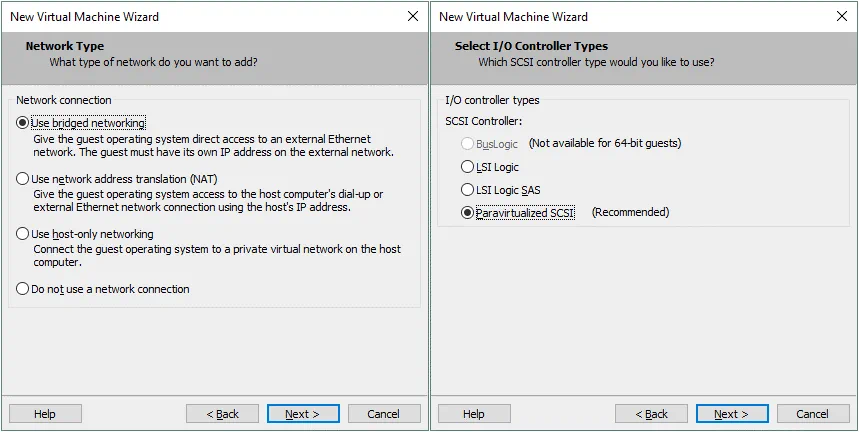 New Virtual Machine Wizard
Network Type
What type of network do you want to add?
Network connection
Use bridged networking
Give the guest operating system direct access to an external Ethernet
network. The guest must have its own IP address on the external network.
Use network address translation (NAT)
Give the guest operating system access to the host computer's dial-up or
external Ethernet network connection using the host's IP address.
Use host-only networking
Connect the guest operating system to a private virtual network on the host
computer.
Do not use a network connection
Help
< Back
Next >
Cancel
New Virtual Machine Wizard
Select I/O Controller Types
Which SCSI controller type would you like to use?
I/O controller types
SCSI Controller:
BusLogic (Not available for 64-bit guests)
LSI Logic
LSI Logic SAS
Paravirtualized SCSI (Recommended)
Help
< Back
Next >
Cancel